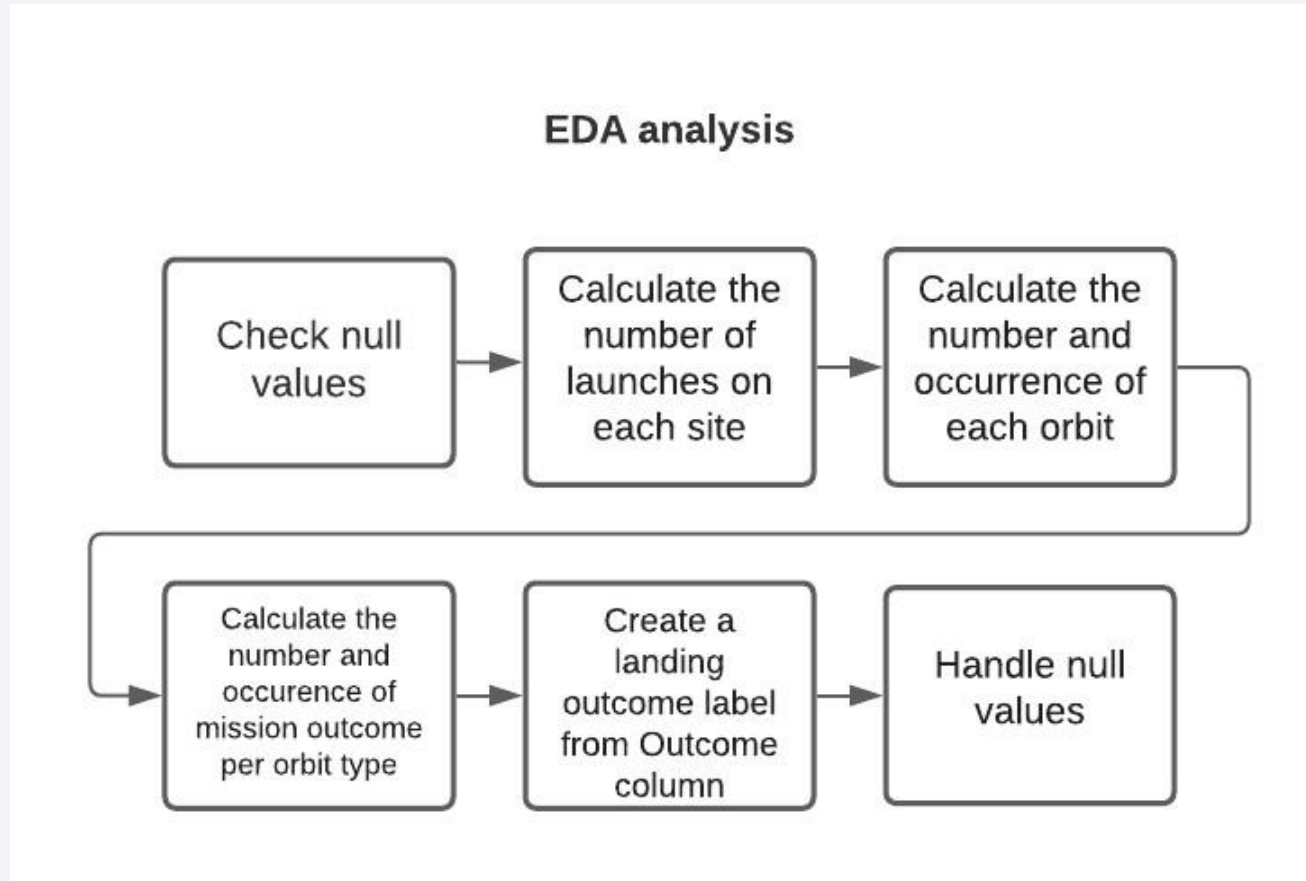 EDA analysis
Check null
values
Calculate the
number of
launches on
each site
Calculate the
number and
occurrence of
each orbit
Calculate the
number and
occurence of
mission outcome
per orbit type
Create a
landing
outcome label
from Outcome
column
Handle null
values